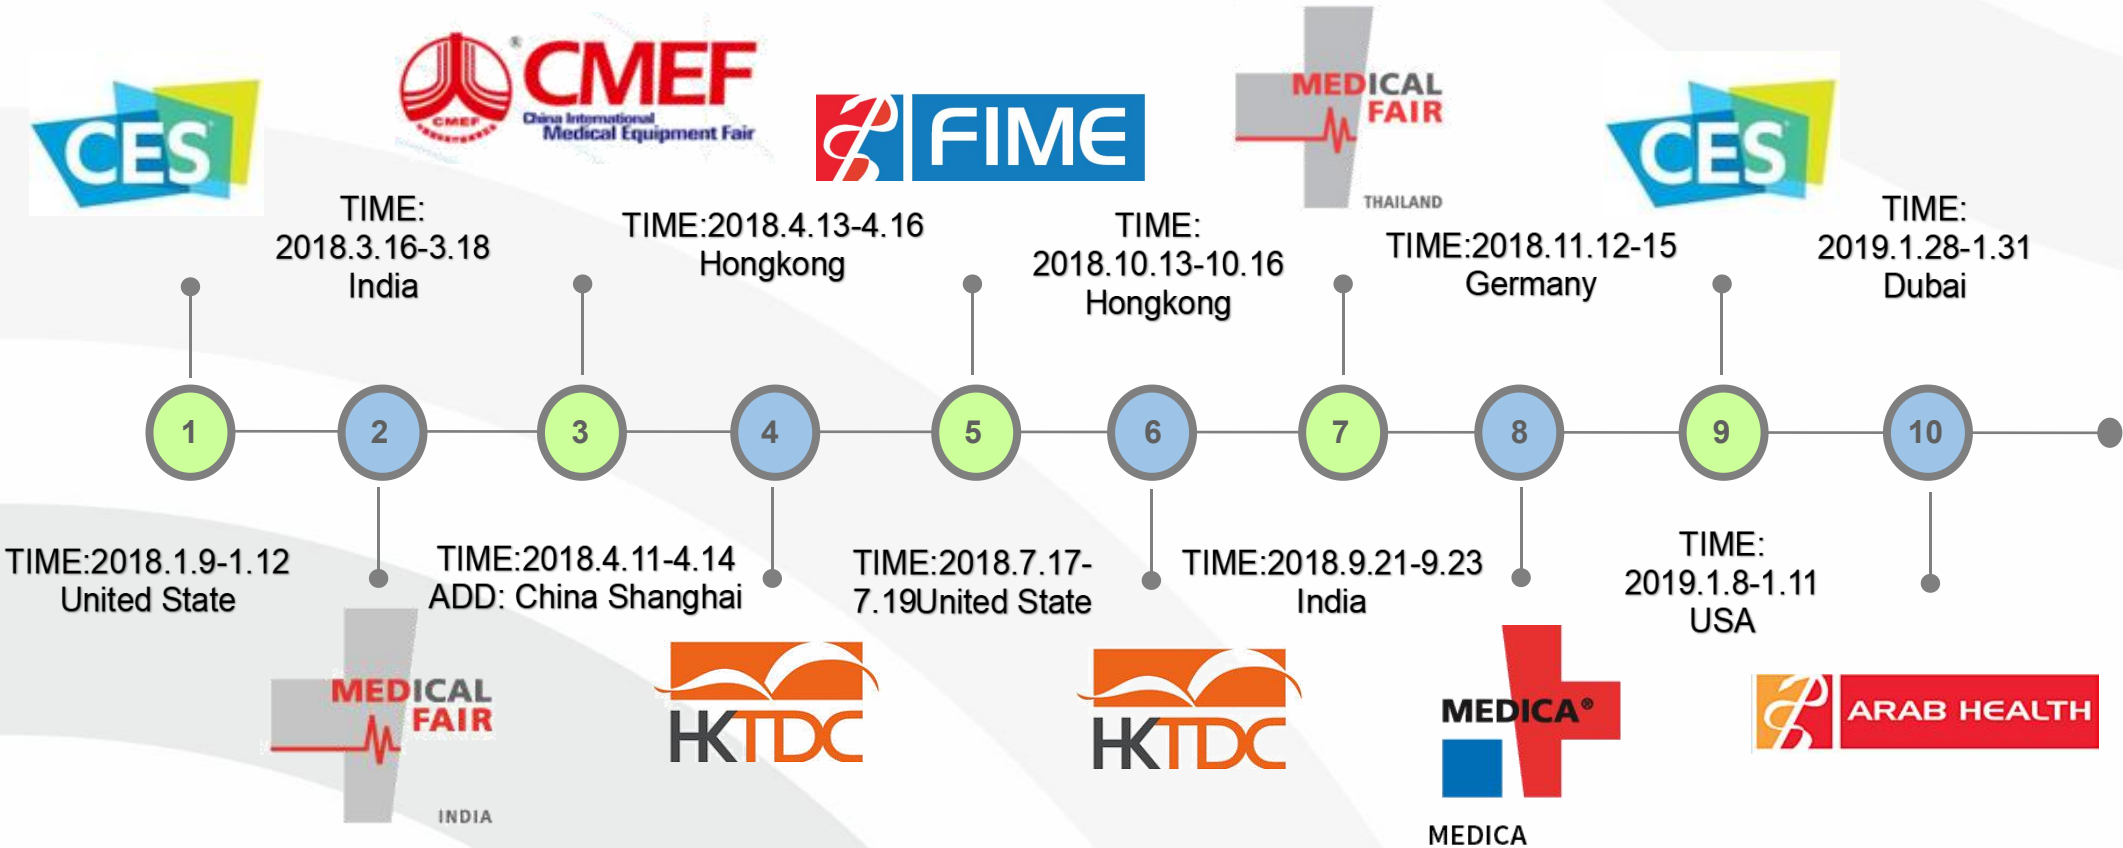 CES
TIME:
2018.3.16-3.18
India
®
CMEF
CMEF
China International
Medical Equipment Fair
TIME:2018.4.13-4.16
Hongkong
FIME
TIME:
2018.10.13-10.16
Hongkong
MEDICAL
FAIR
THAILAND
TIME:2018.11.12-15
Germany
CES
TIME:
2019.1.28-1.31
Dubai
1
2
3
4
5
6
7
8
9
10
TIME:2018.1.9-1.12
United State
MEDICAL
FAIR
INDIA
TIME:2018.4.11-4.14
ADD: China Shanghai
HKTDC
TIME:2018.7.17-
7.19United State
HKTDC
TIME:2018.9.21-9.23
India
MEDICA®
MEDICA
TIME:
2019.1.8-1.11
USA
ARAB HEALTH